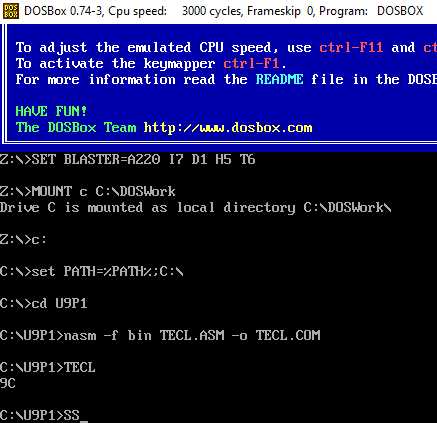 DOSBox 0.74-3, Cpu speed: 3000 cycles, Frameskip 0, Program: DOSBOX
To adjust the emulated CPU speed, use ctrl-F11 and ct
To activate the keymapper ctrl-F1.
For more information read the README file in the DOSB
HAVE FUN!
The DOSBox Team http://www.dosbox.com
Z:\>SET BLASTER=A220 I7 D1 H5 T6
Z:\>MOUNT c C:\DOSWork
Drive C is mounted as local directory C:\DOSWork\
Z:\>c:
C:\>set PATH=%PATH%;C:\
C:\>cd U9P1
C:\U9P1>nasm -f bin TECL.ASM -o TECL.COM
C:\U9P1>TECL
9C
C:\U9P1>SS_